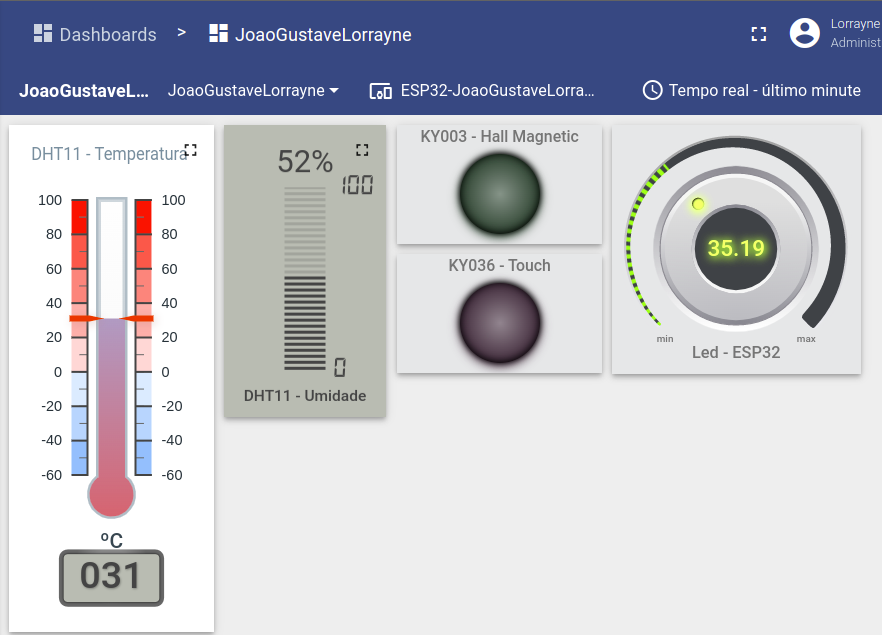 Dashboards > JoaoGustaveLorrayne
Lorrayne
Administ
JoaoGustaveL... JoaoGustaveLorrayne ESP32-JoaoGustaveLorra... Tempo real - último minute
DHT11 - Temperatura
100 100
80 80
60 60
40 40
20 20
0 0
-20 -20
-40 -40
-60 -60
°C
031
52%
100
0
DHT11 - Umidade
KY003 - Hall Magnetic
KY036 - Touch
35.19
min max
Led - ESP32